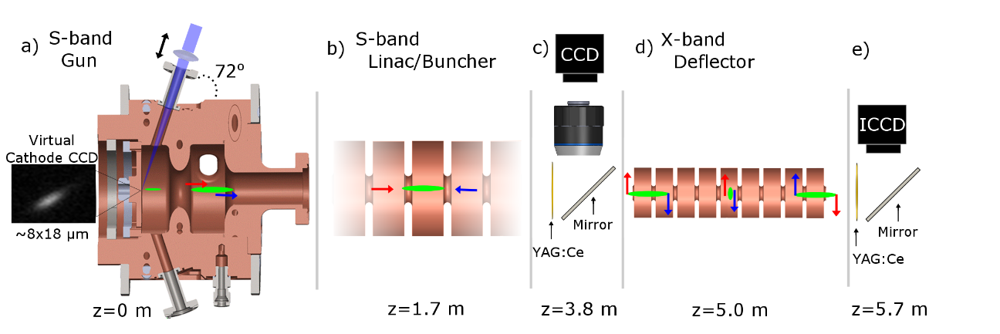 a) S-band
Gun
72º
Virtual
Cathode CCD
~8x18 µm
z=0 m
b) S-band
Linac/Buncher
z=1.7 m
c)
CCD
Mirror
YAG:Ce
z=3.8 m
d) X-band
Deflector
z=5.0 m
e)
ICCD
Mirror
YAG:Ce
z=5.7 m